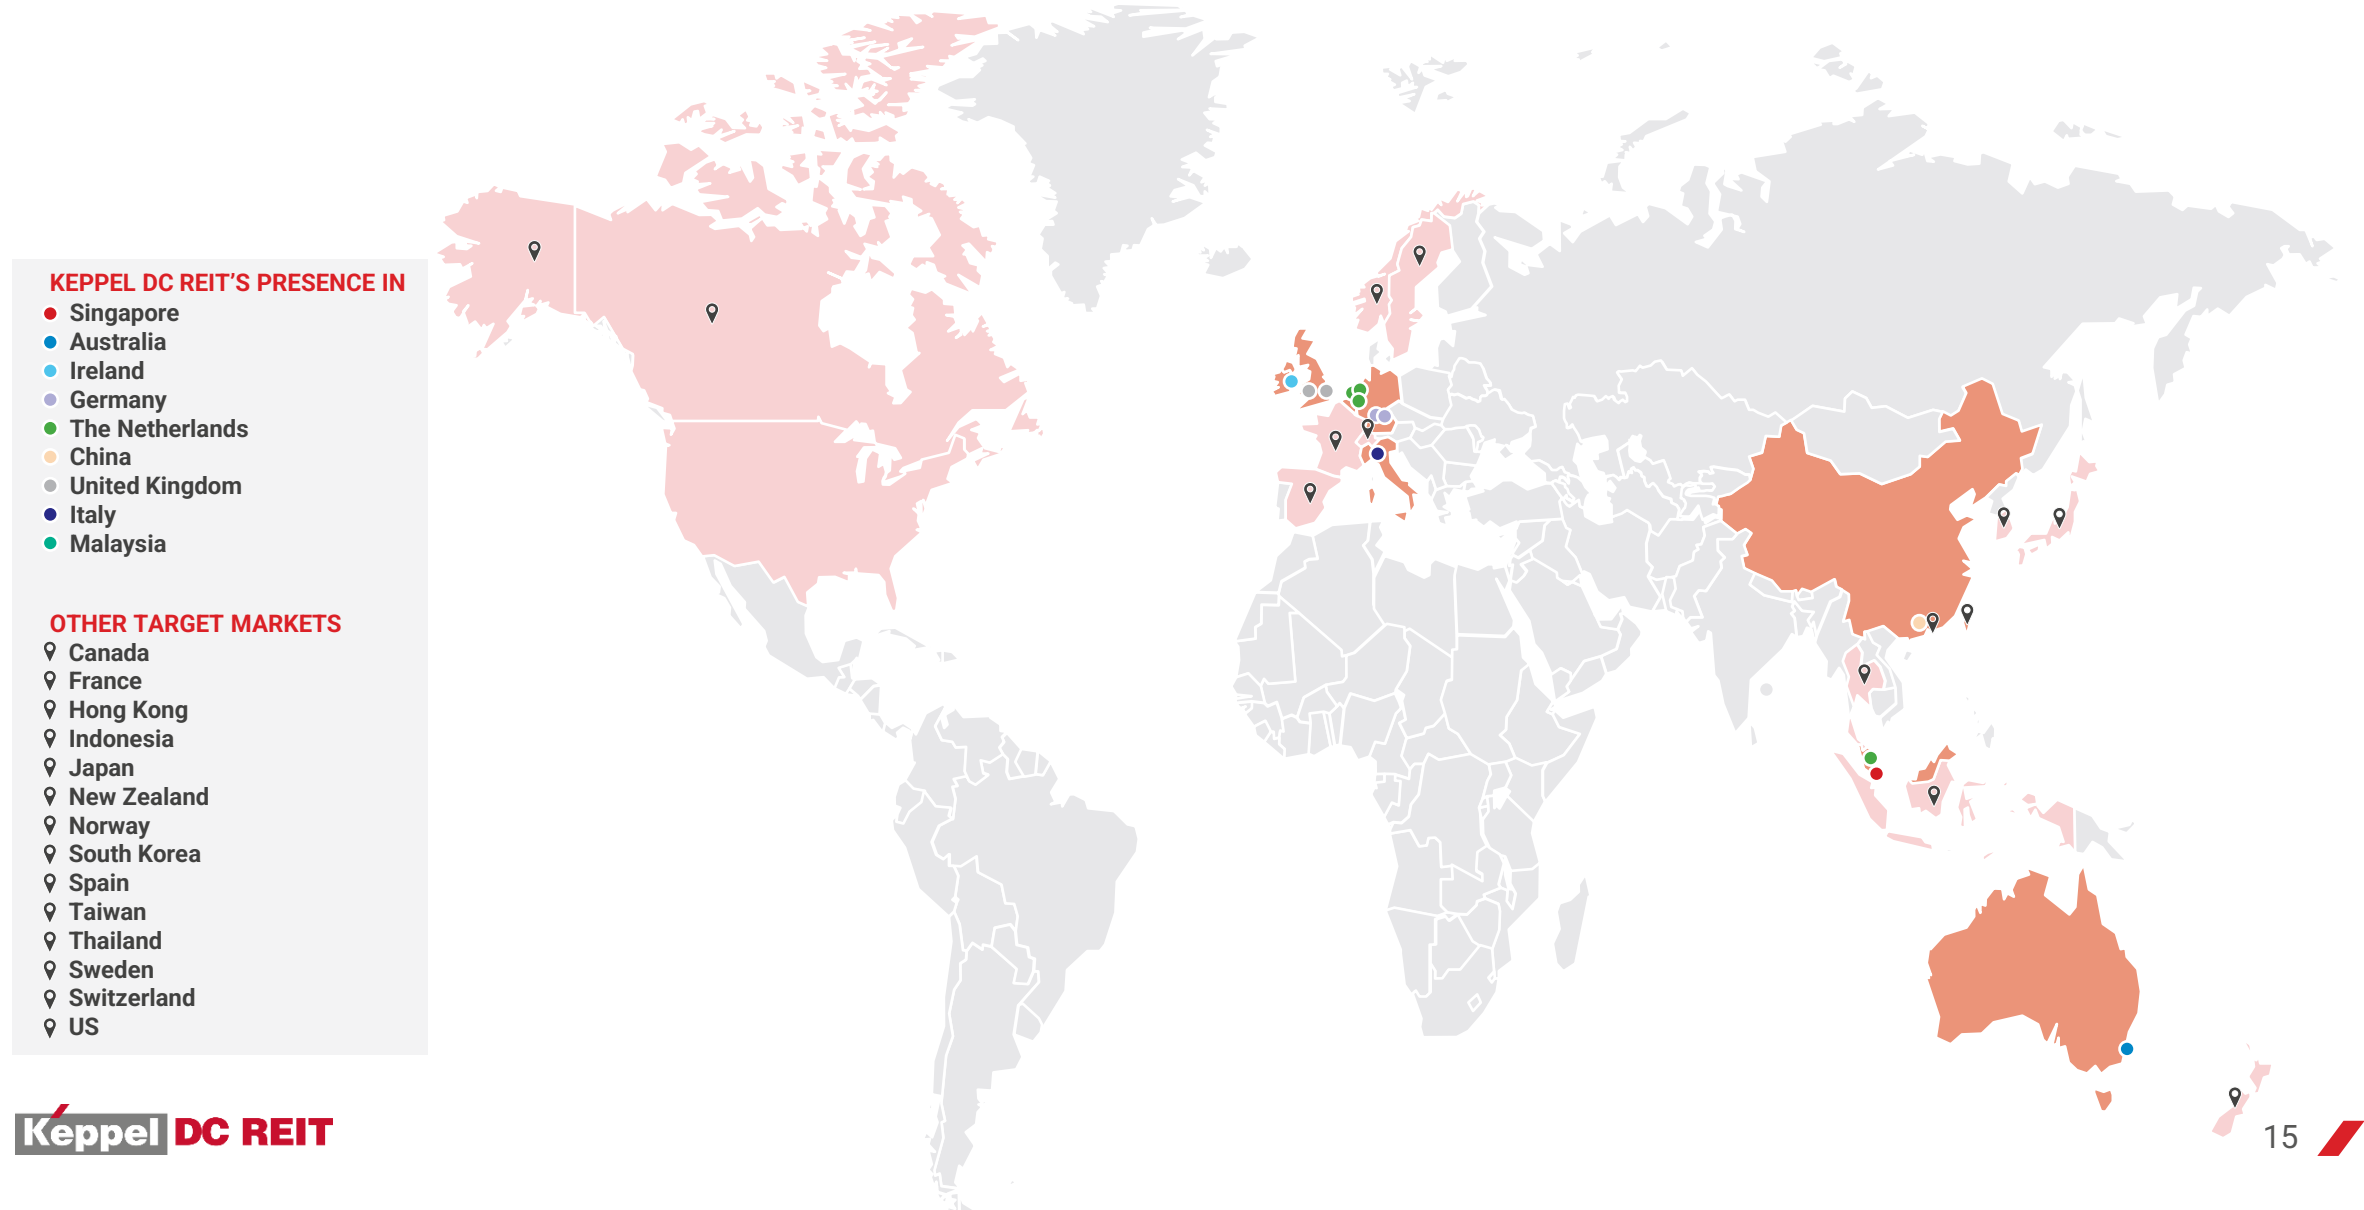 KEPPEL DC REIT’S PRESENCE IN
Singapore
Australia
Ireland
Germany
The Netherlands
China
United Kingdom
Italy
Malaysia
OTHER TARGET MARKETS
Canada
France
Hong Kong
Indonesia
Japan
New Zealand
Norway
South Korea
Spain
Taiwan
Thailand
Sweden
Switzerland
US
Keppel DC REIT
15